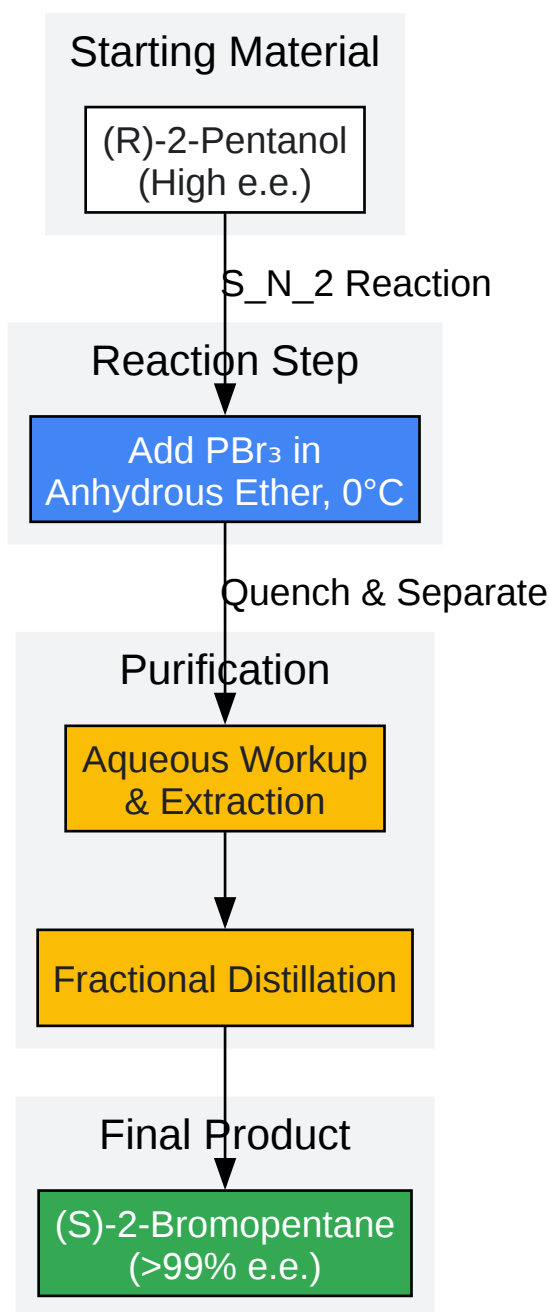 Starting Material
(R)-2-Pentanol
(High e.e.)
S_N_2 Reaction
Reaction Step
Add PBr₃ in
Anhydrous Ether, 0°C
Quench & Separate
Purification
Aqueous Workup
& Extraction
Fractional Distillation
Final Product
(S)-2-Bromopentane
(>99% e.e.)